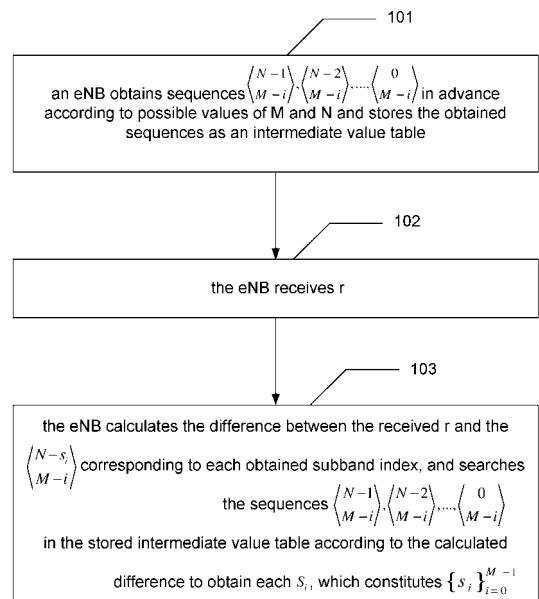 101
an eNB obtains sequences ⟨N−1 M−i⟩, ⟨N−2 M−i⟩, ..., ⟨0 M−i⟩ in advance
according to possible values of M and N and stores the obtained
sequences as an intermediate value table
102
the eNB receives r
103
the eNB calculates the difference between the received r and the
⟨N−s_i M−i⟩ corresponding to each obtained subband index, and searches
the sequences ⟨N−1 M−i⟩, ⟨N−2 M−i⟩, ..., ⟨0 M−i⟩
in the stored intermediate value table according to the calculated
difference to obtain each S_i, which constitutes {s_i}_{i=0}^{M−1}